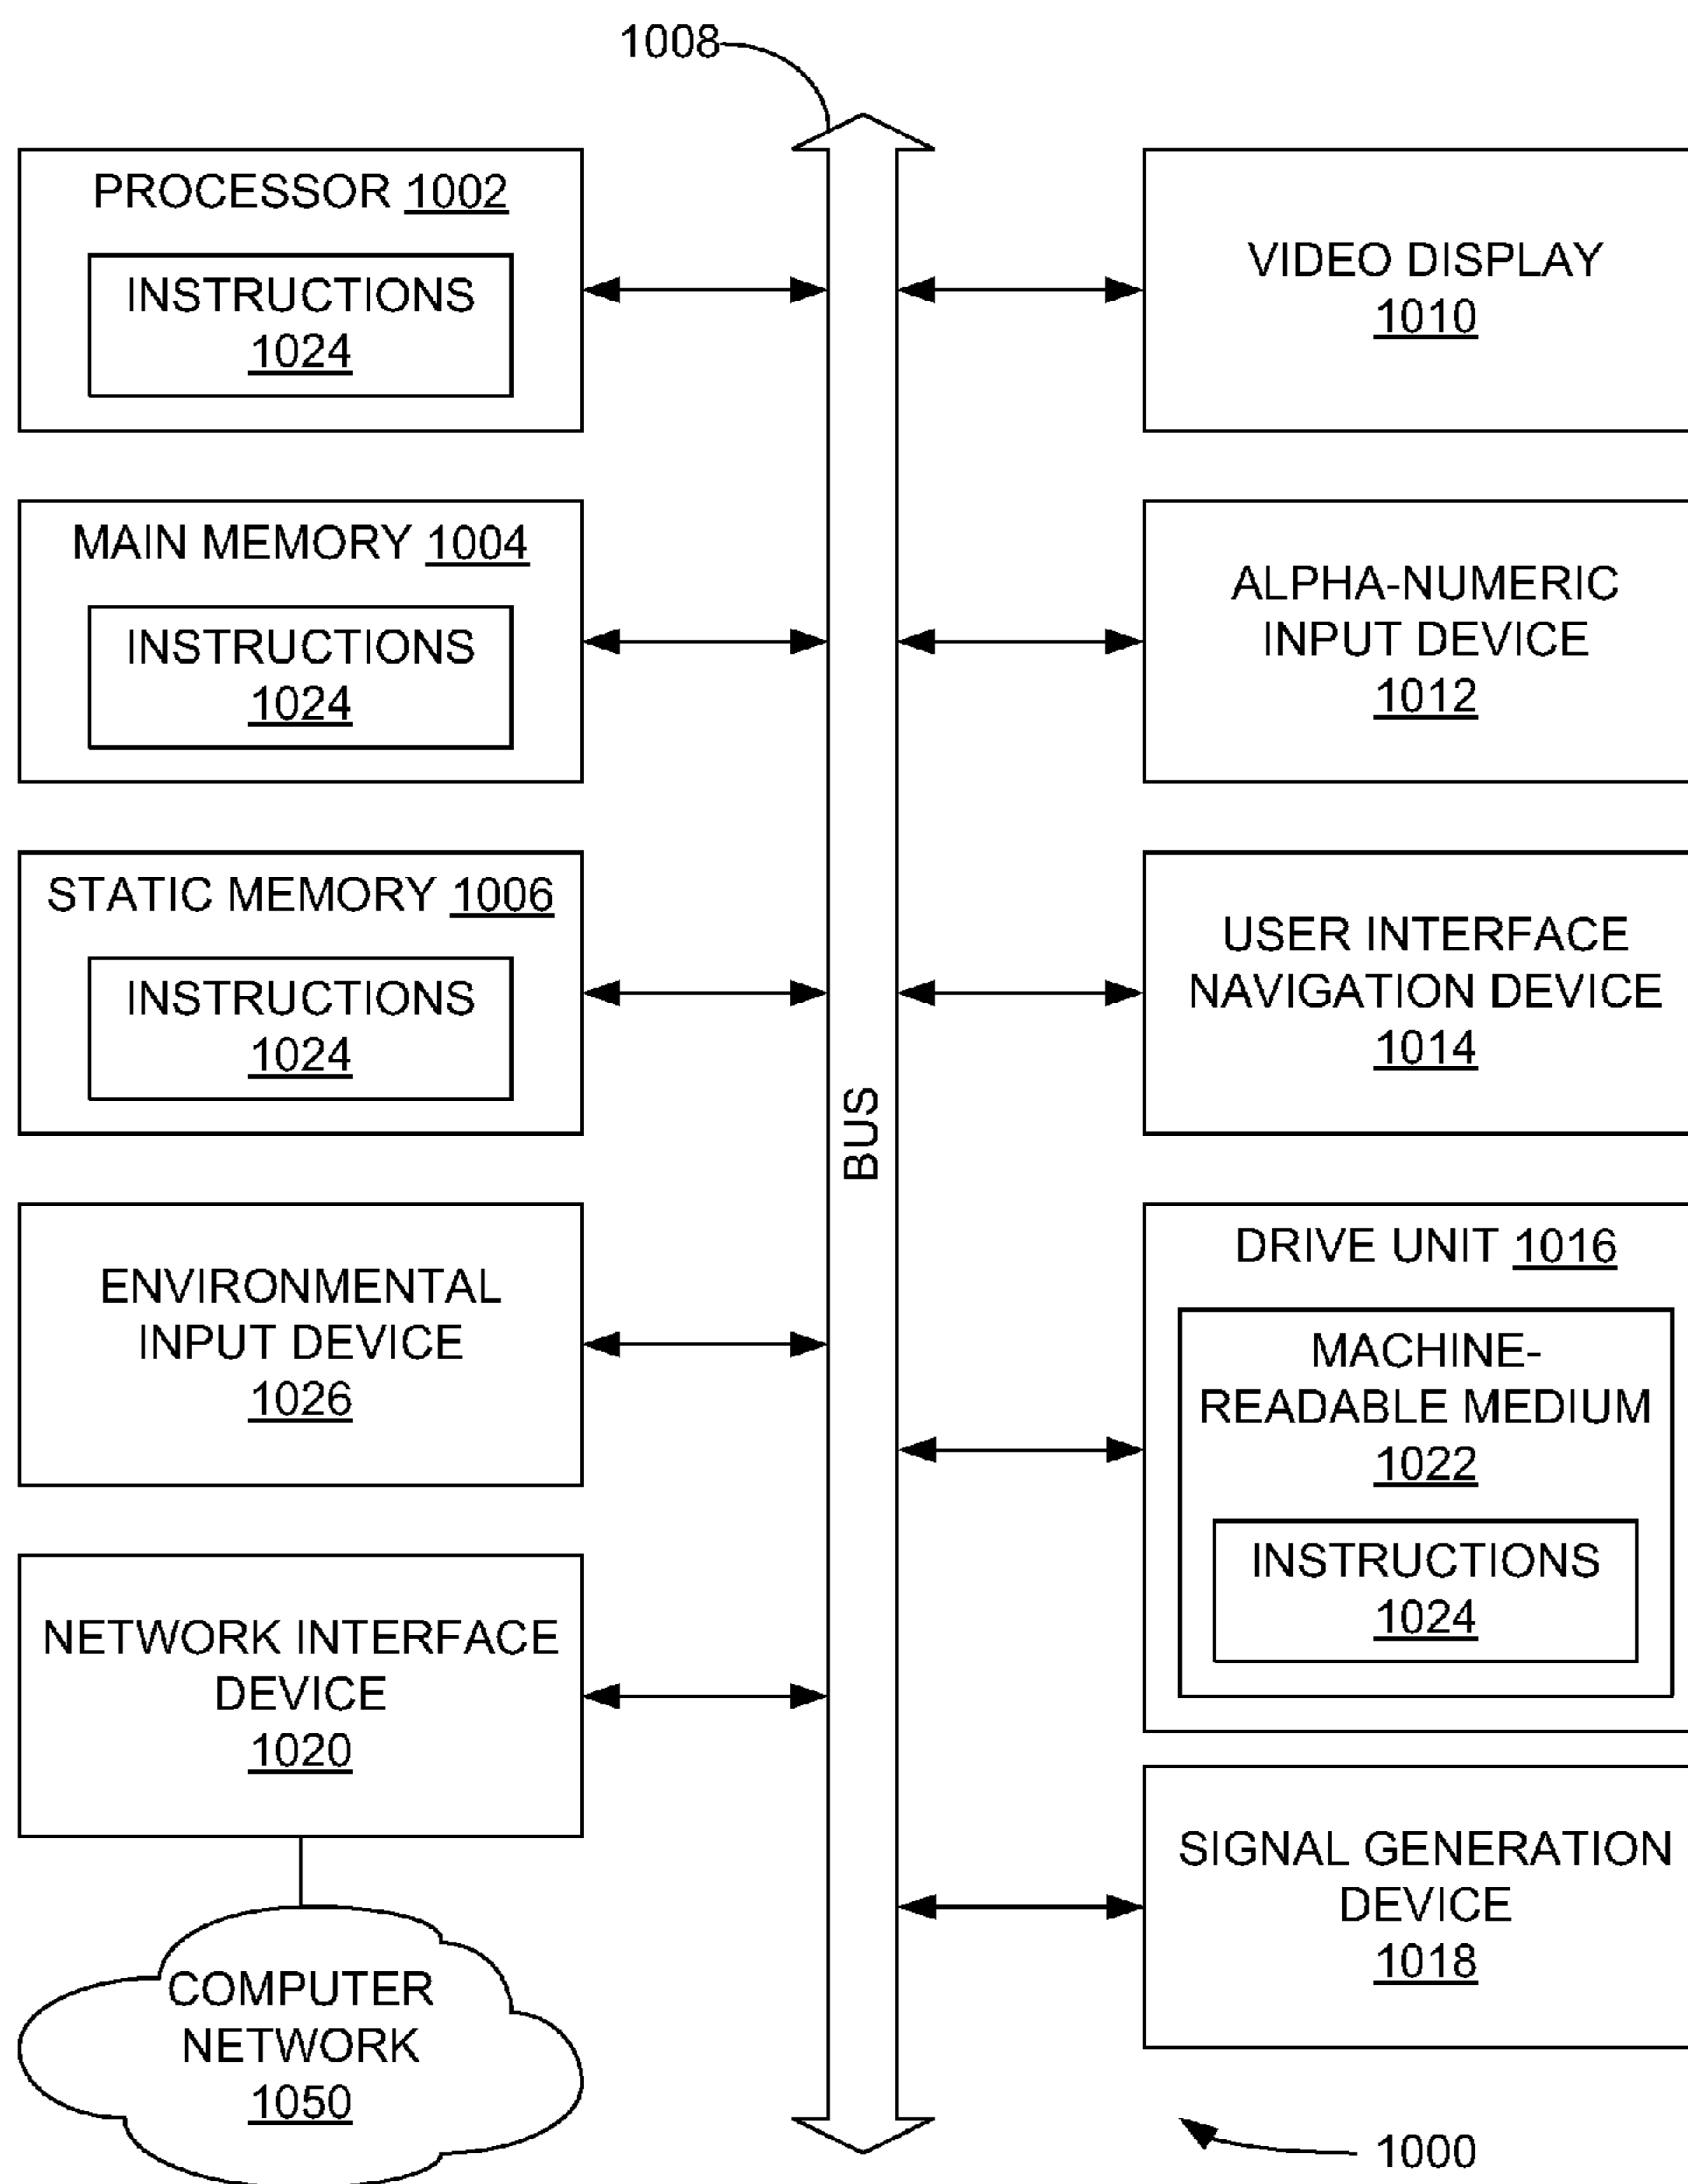 1008
PROCESSOR 1002
INSTRUCTIONS
1024
MAIN MEMORY 1004
INSTRUCTIONS
1024
STATIC MEMORY 1006
INSTRUCTIONS
1024
ENVIRONMENTAL
INPUT DEVICE
1026
NETWORK INTERFACE
DEVICE
1020
COMPUTER
NETWORK
1050
BUS
VIDEO DISPLAY
1010
ALPHA-NUMERIC
INPUT DEVICE
1012
USER INTERFACE
NAVIGATION DEVICE
1014
DRIVE UNIT 1016
MACHINE-
READABLE MEDIUM
1022
INSTRUCTIONS
1024
SIGNAL GENERATION
DEVICE
1018
1000